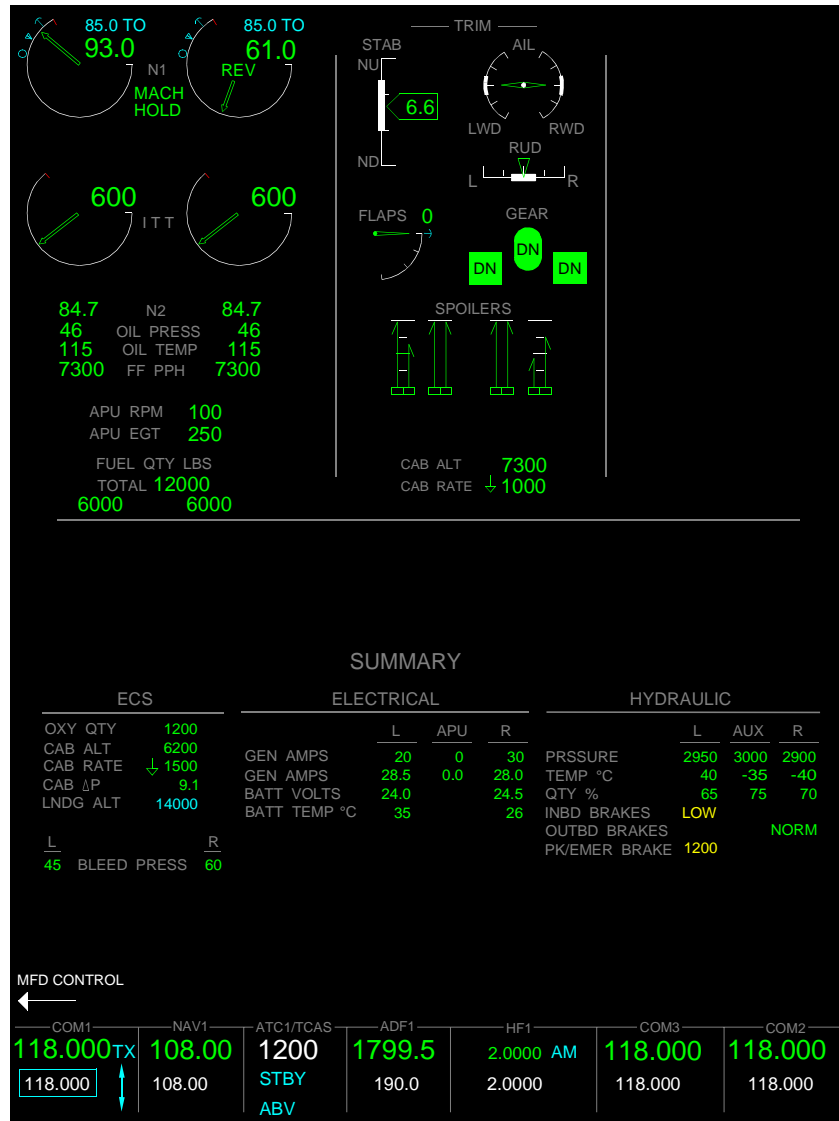 85.0 TO 85.0 TO
93.0 N1 61.0
REV
MACH
HOLD
600 ITT 600
84.7 N2 84.7
46 OIL PRESS 46
115 OIL TEMP 115
7300 FF PPH 7300
APU RPM 100
APU EGT 250
FUEL QTY LBS
TOTAL 12000
6000 6000
TRIM
STAB AIL
NU
6.6
LWD RWD
ND RUD
L R
FLAPS 0 GEAR
DN
DN DN
SPOILERS
CAB ALT 7300
CAB RATE 1000
SUMMARY
ECS
OXY QTY 1200
CAB ALT 6200
CAB RATE 1500
CAB ΔP 9.1
LNDG ALT 14000
L R
45 BLEED PRESS 60
ELECTRICAL
L APU R
GEN AMPS 20 0 30
GEN AMPS 28.5 0.0 28.0
BATT VOLTS 24.0 24.5
BATT TEMP °C 35 26
HYDRAULIC
L AUX R
PRSSURE 2950 3000 2900
TEMP °C 40 -35 -40
QTY % 65 75 70
INBD BRAKES LOW
OUTBD BRAKES NORM
PK/EMER BRAKE 1200
MFD CONTROL
COM1 NAV1 ATC1/TCAS ADF1 HF1 COM3 COM2
118.000 TX 108.00 1200 1799.5 2.0000 AM 118.000 118.000
118.000 108.00 STBY 190.0 2.0000 118.000 118.000
ABV